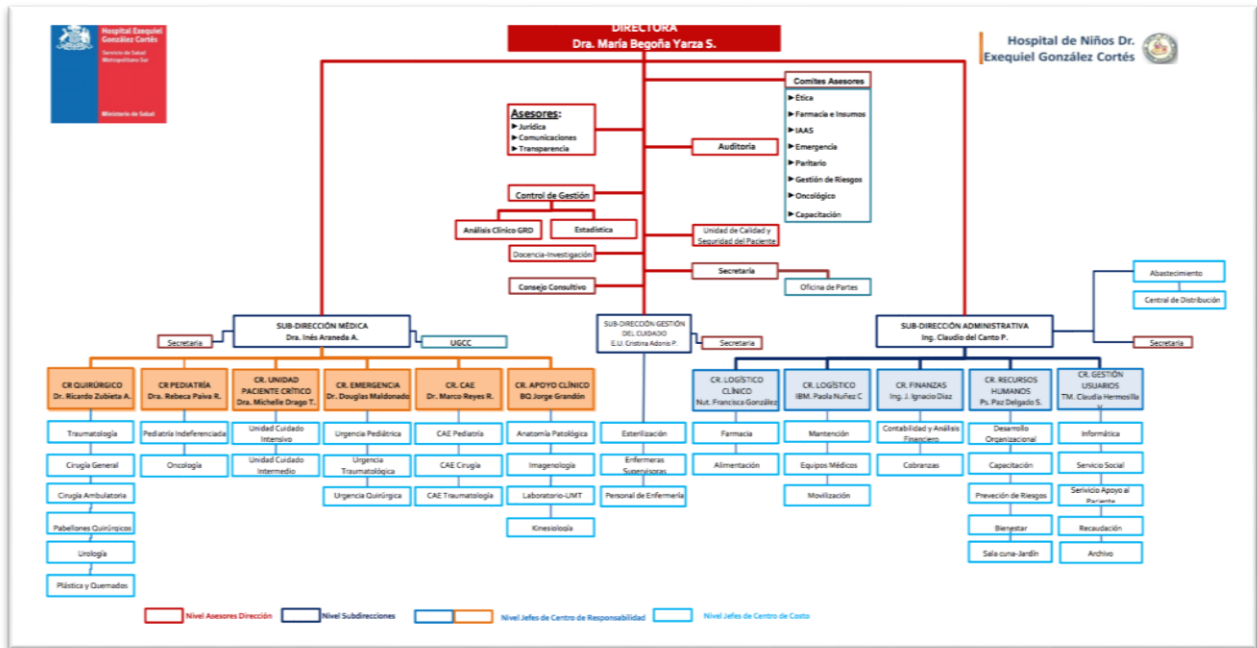 Hospital Exequiel
González Cortés
Servicio de Salud
Metropolitano Sur
Ministerio de Salud
DIRECTORA
Dra. María Begoña Yarza S.
Hospital de Niños Dr.
Exequiel González Cortés
Comites Asesores
►Ética
►Farmacia e Insumos
►IAAS
►Emergencia
►Paritario
►Gestión de Riesgos
►Oncológico
►Capacitación
Asesores:
►Jurídica
►Comunicaciones
►Transparencia
Auditoria
Control de Gestión
Análisis Clínico GRD
Estadística
Unidad de Calidad y
Seguridad del Paciente
Docencia-Investigación
Secretaría
Oficina de Partes
Consejo Consultivo
Abastecimiento
Central de Distribución
SUB-DIRECCIÓN MÉDICA
Dra. Inés Araneda A.
Secretaria
UGCC
SUB-DIRECCIÓN GESTIÓN
DEL CUIDADO
E.U. Cristina Adonis P.
Secretaria
SUB-DIRECCIÓN ADMINISTRATIVA
Ing. Claudio del Canto P.
Secretaria
CR QUIRÚRGICO
Dr. Ricardo Zubieta A.
CR PEDIATRÍA
Dra. Rebeca Paiva R.
CR. UNIDAD
PACIENTE CRÍTICO
Dra. Michelle Drago T.
CR. EMERGENCIA
Dr. Douglas Maldonado
CR. CAE
Dr. Marco Reyes R.
CR. APOYO CLÍNICO
BQ Jorge Grandón
CR. LOGÍSTICO
CLÍNICO
Nut. Francisca González
CR. LOGÍSTICO
IBM. Paola Nuñez C
CR. FINANZAS
Ing. J. Ignacio Diaz
CR. RECURSOS
HUMANOS
Ps. Paz Delgado S.
CR. GESTIÓN
USUARIOS
TM. Claudia Hermosilla
Traumatología
Cirugía General
Cirugía Ambulatoria
Pabellones Quirúrgicos
Urología
Plástica y Quemados
Pediatría Indeferenciada
Oncología
Unidad Cuidado
Intensivo
Unidad Cuidado
Intermedio
Urgencia Pediátrica
Urgencia
Traumatológica
Urgencia Quirúrgica
CAE Pediatría
CAE Cirugía
CAE Traumatología
Anatomía Patológica
Imagenología
Laboratorio-UMT
Kinesiología
Esterilización
Enfermeras
Supervisoras
Personal de Enfermería
Farmacia
Alimentación
Mantención
Equipos Médicos
Movilización
Contabilidad y Análisis
Financiero
Cobranzas
Desarrollo
Organizacional
Capacitación
Preveción de Riesgos
Bienestar
Sala cuna-Jardín
Informática
Servicio Social
Serivicio Apoyo al
Paciente
Recaudación
Archivo
Nivel Asesores Dirección
Nivel Subdirecciones
Nivel Jefes de Centro de Responsabilidad
Nivel Jefes de Centro de Costo